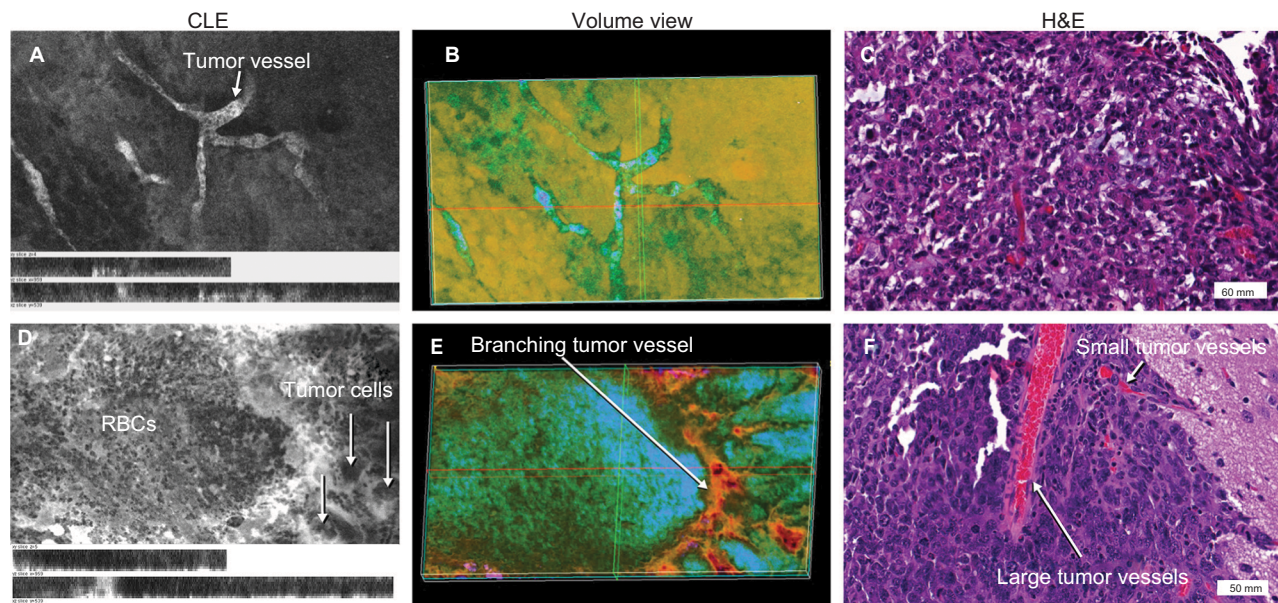 CLE
Volume view
H&E
A
Tumor vessel
B
C
60 mm
D
RBCs
Tumor cells
E
Branching tumor vessel
F
Small tumor vessels
Large tumor vessels
50 mm